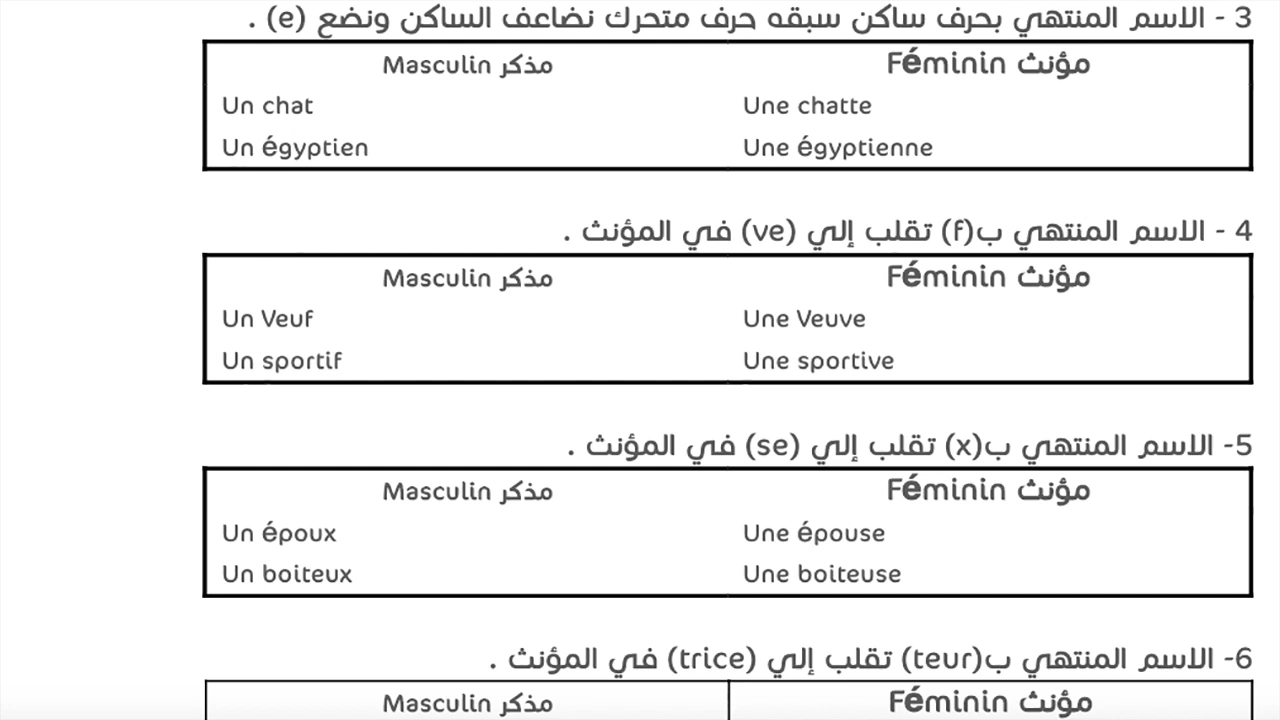 3 - الاسم المنتهي بحرف ساكن سبقه حرف متحرك نضاعف الساكن ونضع (e) .
Masculin مذكر	Féminin مؤنث
Un chat	Une chatte
Un égyptien	Une égyptienne
4 - الاسم المنتهي ب(f) تقلب إلي (ve) في المؤنث .
Masculin مذكر	Féminin مؤنث
Un Veuf	Une Veuve
Un sportif	Une sportive
5- الاسم المنتهي ب(x) تقلب إلي (se) في المؤنث .
Masculin مذكر	Féminin مؤنث
Un époux	Une épouse
Un boiteux	Une boiteuse
6- الاسم المنتهي ب(teur) تقلب إلي (trice) في المؤنث .
Masculin مذكر	Féminin مؤنث